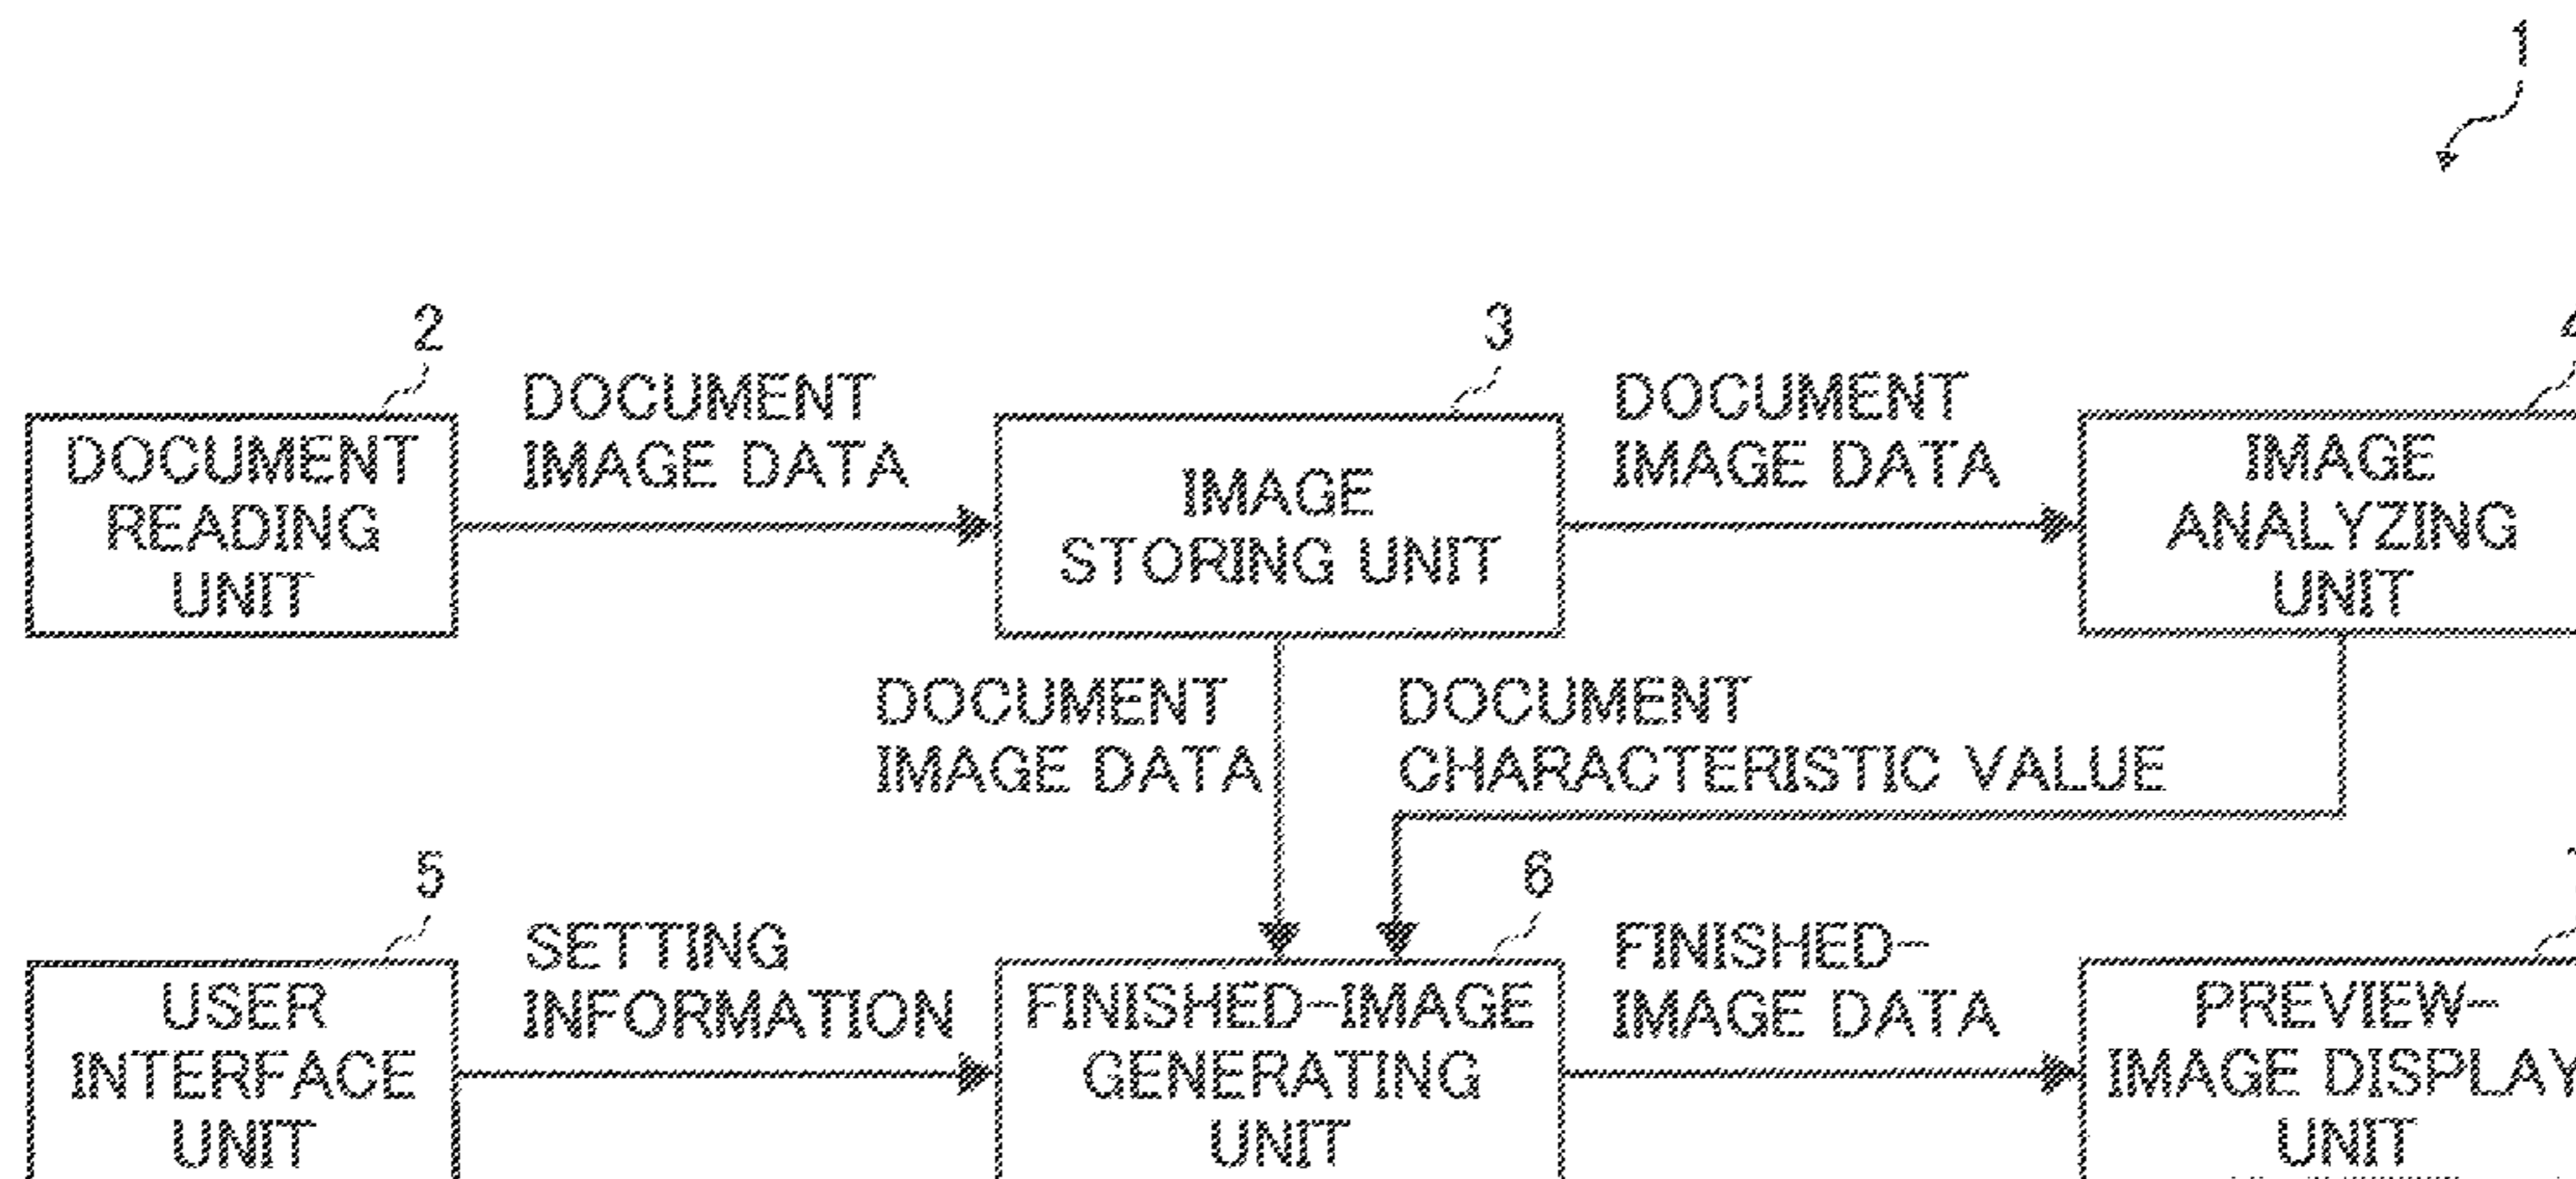 1
2
DOCUMENT
READING
UNIT
DOCUMENT
IMAGE DATA
3
IMAGE
STORING UNIT
DOCUMENT
IMAGE DATA
4
IMAGE
ANALYZING
UNIT
DOCUMENT
IMAGE DATA
DOCUMENT
CHARACTERISTIC VALUE
5
USER
INTERFACE
UNIT
SETTING
INFORMATION
6
FINISHED-IMAGE
GENERATING
UNIT
FINISHED-
IMAGE DATA
PREVIEW-
IMAGE DISPLAY
UNIT